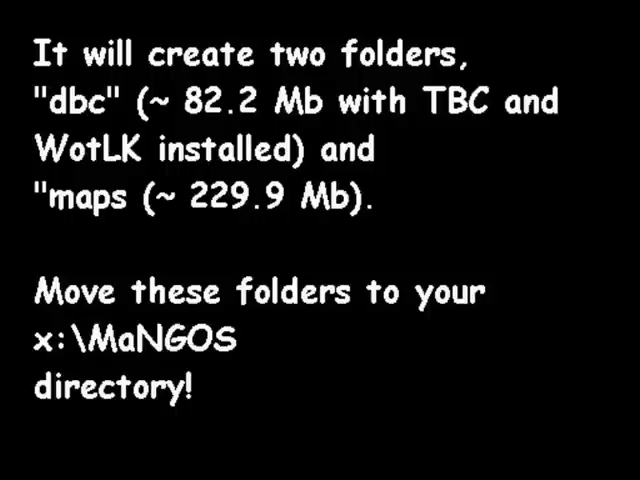 It will create two folders,
"dbc" (~ 82.2 Mb with TBC and
WotLK installed) and
"maps (~ 229.9 Mb).
Move these folders to your
x:\MaNGOS
directory!